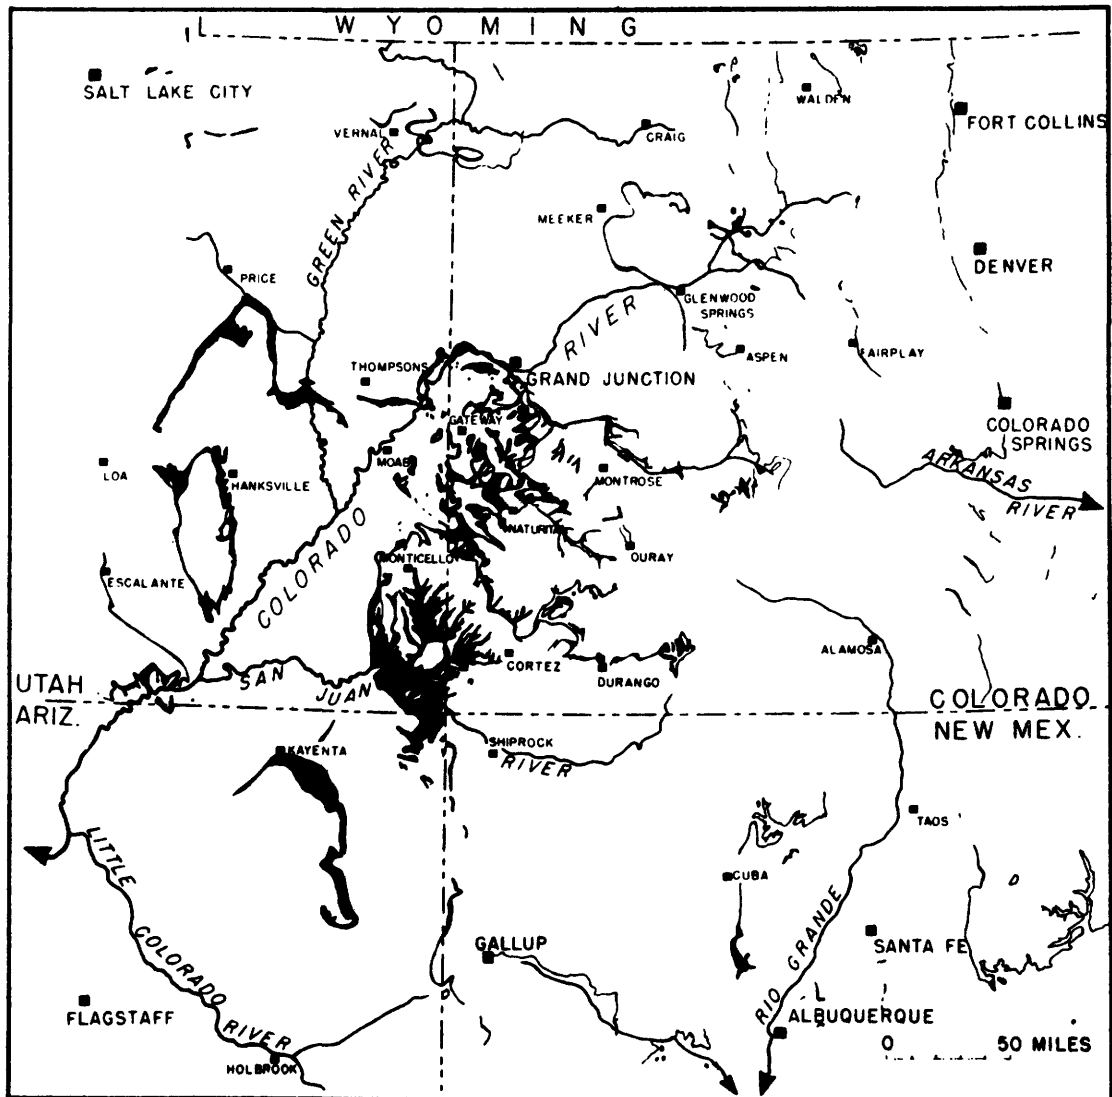 WYOMING
SALT LAKE CITY
WALDEN
FORT COLLINS
VERNAL
CRAIG
GREEN RIVER
MEEKER
DENVER
PRICE
GLENWOOD
SPRINGS
RIVER
THOMPSONS
ASPEN
FAIRPLAY
GRAND JUNCTION
GATEWAY
COLORADO
SPRINGS
MOAB
LOA
HANKSVILLE
MONTROSE
ARKANSAS
RIVER
COLORADO
NATURITA
OURAY
MONTICELLO
ESCALANTE
ALAMOSA
CORTEZ
SAN
JUAN
DURANGO
UTAH
ARIZ.
COLORADO
NEW MEX.
KAYENTA
SHIPROCK
RIVER
TAOS
LITTLE
COLORADO
RIVER
CUBA
RIO GRANDE
GALLUP
SANTA FE
FLAGSTAFF
ALBUQUERQUE
0 50 MILES
HOLBROOK